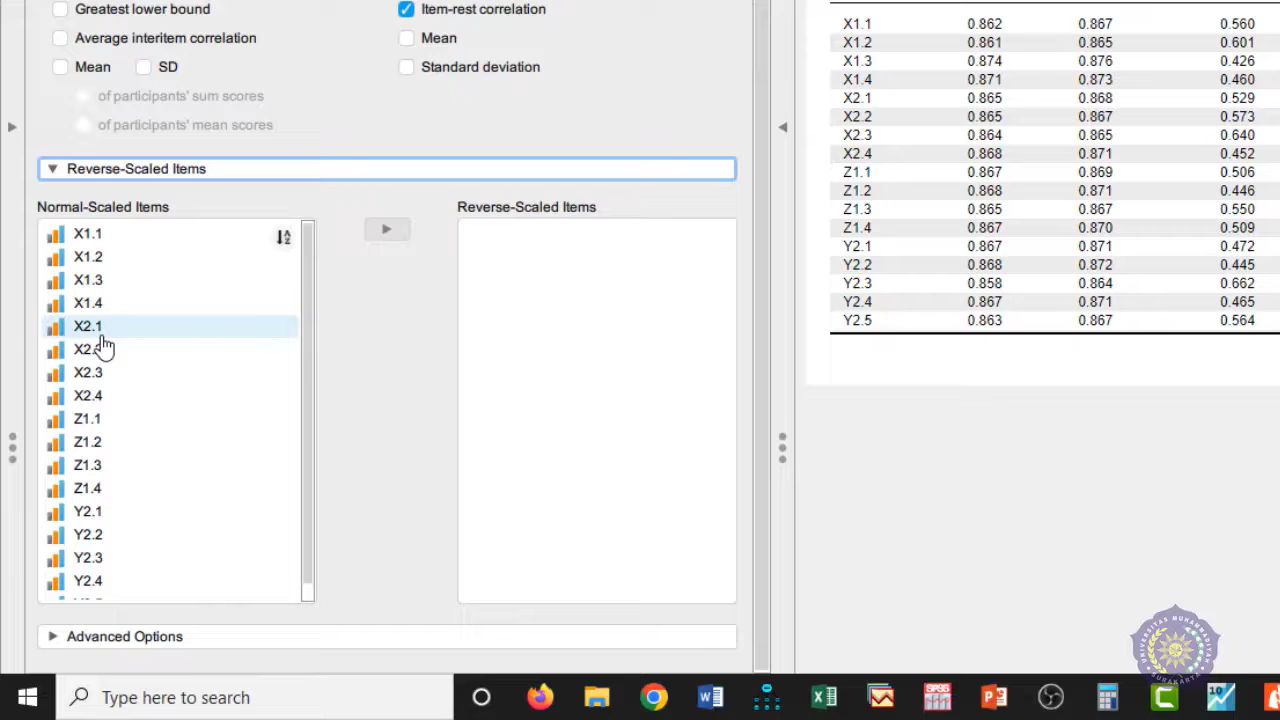 Greatest lower bound
Item-rest correlation
Average interitem correlation
Mean
Mean
SD
Standard deviation
of participants' sum scores
of participants' mean scores
Reverse-Scaled Items
Normal-Scaled Items
Reverse-Scaled Items
X1.1
X1.2
X1.3
X1.4
X2.1
X2.3
X2.4
Z1.1
Z1.2
Z1.3
Z1.4
Y2.1
Y2.2
Y2.3
Y2.4
Advanced Options
X1.1 0.862 0.867 0.560
X1.2 0.861 0.865 0.601
X1.3 0.874 0.876 0.426
X1.4 0.871 0.873 0.460
X2.1 0.865 0.868 0.529
X2.2 0.865 0.867 0.573
X2.3 0.864 0.865 0.640
X2.4 0.868 0.871 0.452
Z1.1 0.867 0.869 0.506
Z1.2 0.868 0.871 0.446
Z1.3 0.865 0.867 0.550
Z1.4 0.867 0.870 0.509
Y2.1 0.867 0.871 0.472
Y2.2 0.868 0.872 0.445
Y2.3 0.858 0.864 0.662
Y2.4 0.867 0.871 0.465
Y2.5 0.863 0.867 0.564
UNIVERSITAS MUHAMMADIYAH
SURAKARTA
Type here to search
SPSS
10